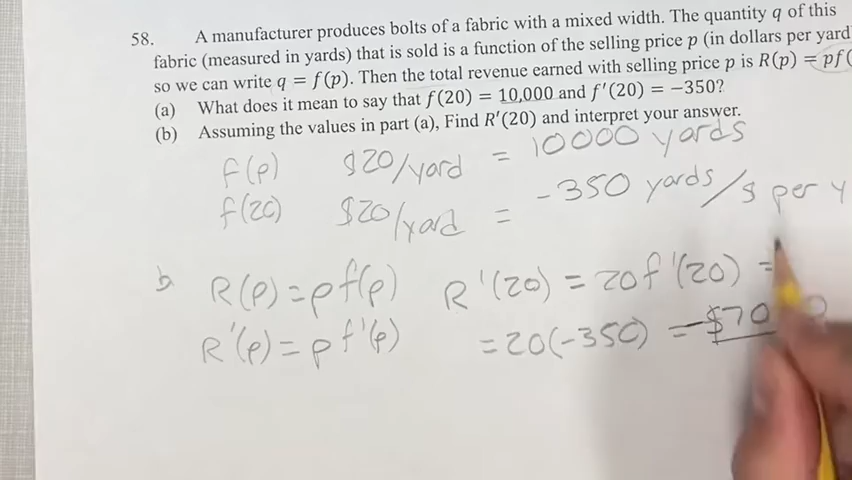 58. A manufacturer produces bolts of a fabric with a mixed width. The quantity q of this
fabric (measured in yards) that is sold is a function of the selling price p (in dollars per yard
so we can write q = f(p). Then the total revenue earned with selling price p is R(p) = pf(
(a) What does it mean to say that f(20) = 10,000 and f'(20) = −350?
(b) Assuming the values in part (a), Find R'(20) and interpret your answer.
f(p) $20/yard = 10000 yards
f(20) $20/yard = -350 yards/$ per y
b R(p)=pf(p) R'(20) = 20f'(20) =
R'(p)=pf'(p) =20(-350) = -$70